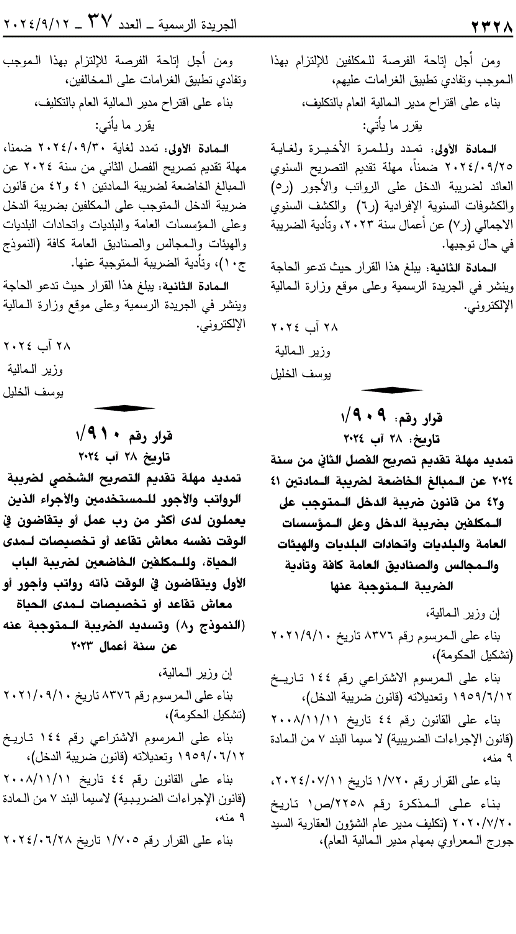 ٢٣٢٨
الجريدة الرسمية ــ العدد ٣٧ ــ ٢٠٢٤/٩/١٢
ومن أجل إتاحة الفرصة للمكلفين للإلتزام بهذا
الموجب وتفادي تطبيق الغرامات عليهم،
بناء على اقتراح مدير المالية العام بالتكليف،
يقرر ما يأتي:
المادة الأولى: تمدد وللمرة الأخيرة ولغاية
٢٠٢٤/٠٩/٢٥ ضمناً، مهلة تقديم التصريح السنوي
العائد لضريبة الدخل على الرواتب والأجور (ر٥)
والكشوفات السنوية الإفرادية (ر٦) والكشف السنوي
الاجمالي (ر٧) عن أعمال سنة ٢٠٢٣، وتأدية الضريبة
في حال توجبها.
المادة الثانية: يبلغ هذا القرار حيث تدعو الحاجة
وينشر في الجريدة الرسمية وعلى موقع وزارة المالية
الإلكتروني.
٢٨ آب ٢٠٢٤
وزير المالية
يوسف الخليل
قرار رقم: ١/٩٠٩
تاريخ: ٢٨ آب ٢٠٢٤
تمديد مهلة تقديم تصريح الفصل الثاني من سنة
٢٠٢٤ عن المبالغ الخاضعة لضريبة المادتين ٤١
و٤٢ من قانون ضريبة الدخل المتوجب على
المكلفين بضريبة الدخل وعلى المؤسسات
العامة والبلديات واتحادات البلديات والهيئات
والمجالس والصناديق العامة كافة وتأدية
الضريبة المتوجبة عنها
إن وزير المالية،
بناء على المرسوم رقم ٨٣٧٦ تاريخ ٢٠٢١/٩/١٠
(تشكيل الحكومة)،
بناء على المرسوم الاشتراعي رقم ١٤٤ تاريخ
١٩٥٩/٦/١٢ وتعديلاته (قانون ضريبة الدخل)،
بناء على القانون رقم ٤٤ تاريخ ٢٠٠٨/١١/١١
(قانون الإجراءات الضريبية) لا سيما البند ٧ من المادة
٩ منه،
بناء على القرار رقم ١/٧٢٠ تاريخ ٢٠٢٤/٠٧/١١،
بناء على المذكرة رقم ٢٢٥٨/ص١ تاريخ
٢٠٢٠/٧/٢٠ (تكليف مدير عام الشؤون العقارية السيد
جورج المعراوي بمهام مدير المالية العام)،
ومن أجل إتاحة الفرصة للمكلفين للإلتزام بهذا الموجب
وتفادي تطبيق الغرامات على المخالفين،
بناء على اقتراح مدير المالية العام بالتكليف،
يقرر ما يأتي:
المادة الأولى: تمدد لغاية ٢٠٢٤/٠٩/٣٠ ضمنا،
مهلة تقديم تصريح الفصل الثاني من سنة ٢٠٢٤ عن
المبالغ الخاضعة لضريبة المادتين ٤١ و٤٢ من قانون
ضريبة الدخل المتوجب على المكلفين بضريبة الدخل
وعلى المؤسسات العامة والبلديات واتحادات البلديات
والهيئات والمجالس والصناديق العامة كافة (النموذج
ج١٠)، وتأدية الضريبة المتوجبة عنها.
المادة الثانية: يبلغ هذا القرار حيث تدعو الحاجة
وينشر في الجريدة الرسمية وعلى موقع وزارة المالية
الإلكتروني.
٢٨ آب ٢٠٢٤
وزير المالية
يوسف الخليل
قرار رقم ١/٩١٠
تاريخ ٢٨ آب ٢٠٢٤
تمديد مهلة تقديم التصريح الشخصي لضريبة
الرواتب والأجور للمستخدمين والأجراء الذين
يعملون لدى أكثر من رب عمل أو يتقاضون في
الوقت نفسه معاش تقاعد أو تخصيصات لمدى
الحياة، وللمكلفين الخاضعين لضريبة الباب
الأول ويتقاضون في الوقت ذاته رواتب وأجور أو
معاش تقاعد أو تخصيصات لمدى الحياة
(النموذج ر٨) وتسديد الضريبة المتوجبة عنه
عن سنة أعمال ٢٠٢٣
إن وزير المالية،
بناء على المرسوم رقم ٨٣٧٦ تاريخ ٢٠٢١/٠٩/١٠
(تشكيل الحكومة)،
بناء على المرسوم الاشتراعي رقم ١٤٤ تاريخ
١٩٥٩/٠٦/١٢ وتعديلاته (قانون ضريبة الدخل)،
بناء على القانون رقم ٤٤ تاريخ ٢٠٠٨/١١/١١
(قانون الإجراءات الضريبية) لاسيما البند ٧ من المادة
٩ منه،
بناء على القرار رقم ١/٧٠٥ تاريخ ٢٠٢٤/٠٦/٢٨